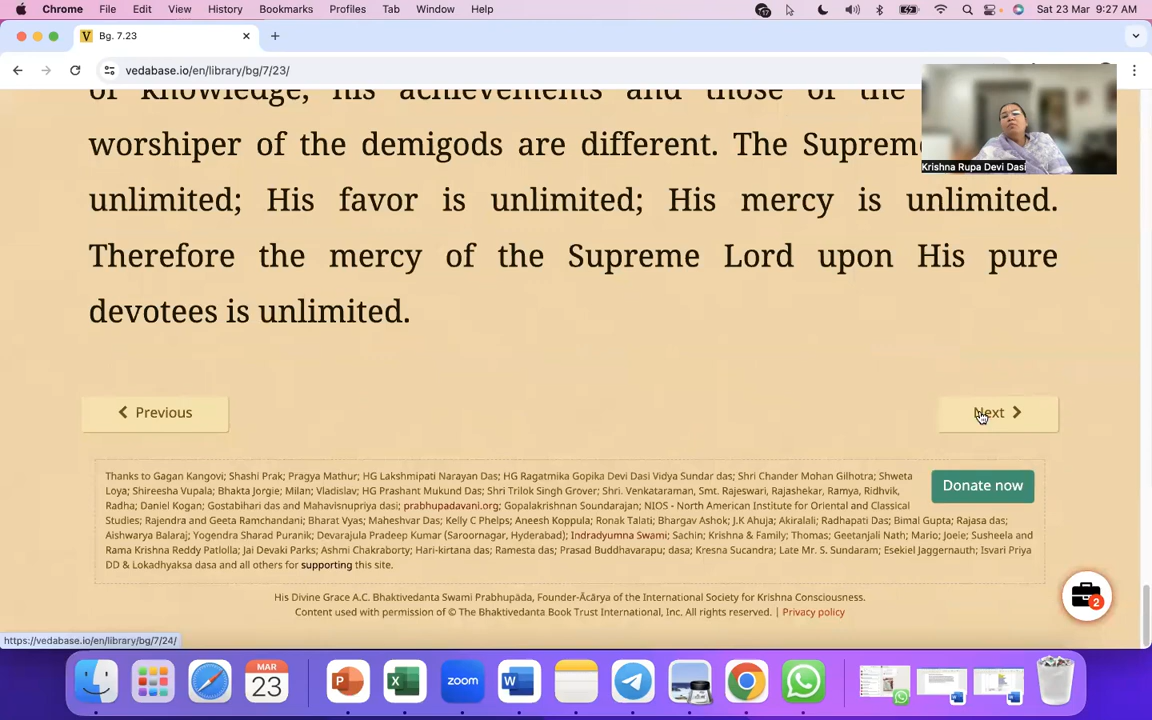 Chrome File Edit View History Bookmarks Profiles Tab Window Help
17
Sat 23 Mar 9:27 AM
Bg. 7.23
vedabase.io/en/library/bg/7/23/
of knowledge, his achievements and those of the
worshiper of the demigods are different. The
unlimited; His favor is unlimited; His mercy is unlimited.
Therefore the mercy of the Supreme Lord upon His pure
devotees is unlimited.
Krishna Rupa Devi Dasi
Previous
Next
Thanks to Gagan Kangovi; Shashi Prak; Pragya Mathur; HG Lakshmipati Narayan Das; HG Ragatmika Gopika Devi Dasi Vidya Sundar das; Shri Chander Mohan Gilhotra; Shweta
Loya; Shireesha Vupala; Bhakta Jorgie; Milan; Vladislav; HG Prashant Mukund Das; Shri Trilok Singh Grover; Shri. Venkataraman, Smt. Rajeswari, Rajashekar, Ramya, Ridhvik,
Radha; Daniel Kogan; Gostabihari das and Mahavisnupriya dasi; prabhupadavani.org; Gopalakrishnan Soundarajan; NIOS - North American Institute for Oriental and Classical
Studies; Rajendra and Geeta Ramchandani; Bharat Vyas; Maheshvar Das; Kelly C Phelps; Aneesh Koppula; Ronak Talati; Bhargav Ashok; J.K Ahuja; Akiralali; Radhapati Das; Bimal Gupta; Rajasa das;
Aishwarya Balaraj; Yogendra Sharad Puranik; Devarajula Pradeep Kumar (Saroornagar, Hyderabad); Indradyumna Swami; Sachin; Krishna & Family; Thomas; Geetanjali Nath; Mario; Joeie; Susheela and
Rama Krishna Reddy Patlolla; Jai Devaki Parks; Ashmi Chakraborty; Hari-kirtana das; Ramesta das; Prasad Buddhavarapu; dasa; Kresna Sucandra; Late Mr. S. Sundaram; Esekiel Jaggernauth; Isvari Priya
DD & Lokadhyaksa dasa and all others for supporting this site.
Donate now
His Divine Grace A.C. Bhaktivedanta Swami Prabhupāda, Founder-Ācārya of the International Society for Krishna Consciousness.
Content used with permission of © The Bhaktivedanta Book Trust International, Inc. All rights reserved. | Privacy policy
2
https://vedabase.io/en/library/bg/7/24/
MAR
23
zoom